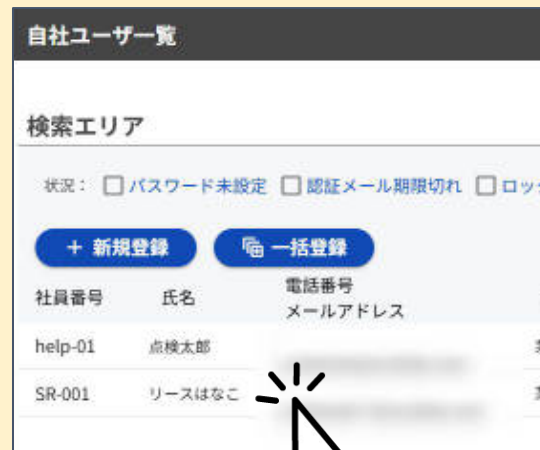 自社ユーザ一覧
検索エリア
状況： パスワード未設定 認証メール期限切れ ロッ
+ 新規登録 一括登録
社員番号 氏名 電話番号
メールアドレス
help-01 点検太郎
SR-001 リースはなこ